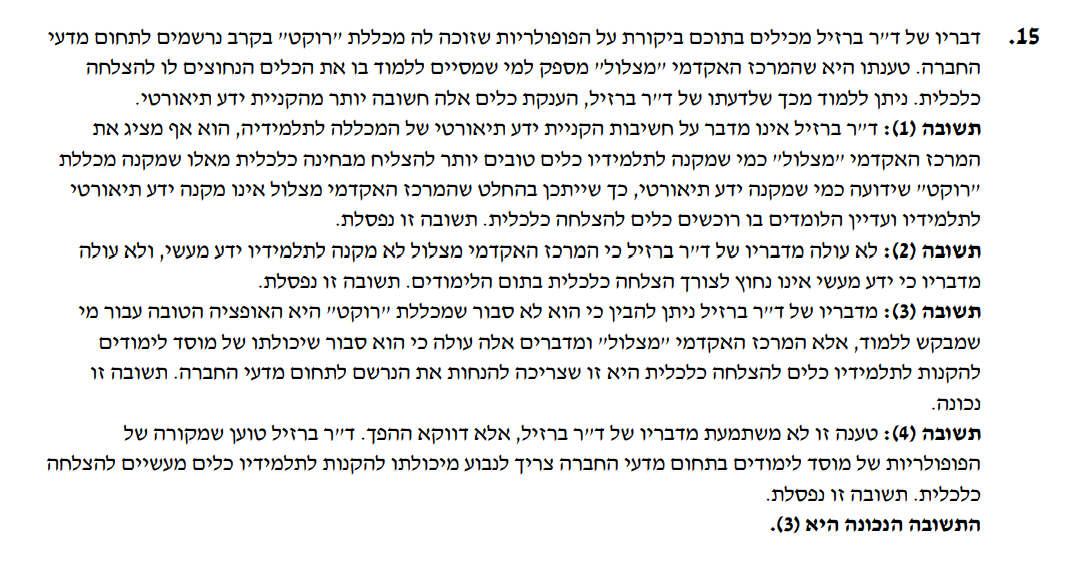 15. דבריו של ד״ר ברזיל מכילים בתוכם ביקורת על הפופולריות שזוכה לה מכללת ״רוקט״ בקרב נרשמים לתחום מדעי
החברה. טענתו היא שהמרכז האקדמי ״מצלול״ מספק למי שמסיים ללמוד בו את הכלים הנחוצים לו להצלחה
כלכלית. ניתן ללמוד מכך שלדעתו של ד״ר ברזיל, הענקת כלים אלה חשובה יותר מהקניית ידע תיאורטי.
תשובה (1): ד״ר ברזיל אינו מדבר על חשיבות הקניית ידע תיאורטי של המכללה לתלמידיה, הוא אף מציג את
המרכז האקדמי ״מצלול״ כמי שמקנה לתלמידיו כלים טובים יותר להצליח מבחינה כלכלית מאלו שמקנה מכללת
״רוקט״ שידועה כמי שמקנה ידע תיאורטי, כך שייתכן בהחלט שהמרכז האקדמי מצלול אינו מקנה ידע תיאורטי
לתלמידיו ועדיין הלומדים בו רוכשים כלים להצלחה כלכלית. תשובה זו נפסלת.
תשובה (2): לא עולה מדבריו של ד״ר ברזיל כי המרכז האקדמי מצלול לא מקנה לתלמידיו ידע מעשי, ולא עולה
מדבריו כי ידע מעשי אינו נחוץ לצורך הצלחה כלכלית בתום הלימודים. תשובה זו נפסלת.
תשובה (3): מדבריו של ד״ר ברזיל ניתן להבין כי הוא לא סבור שמכללת ״רוקט״ היא האופציה הטובה עבור מי
שמבקש ללמוד, אלא המרכז האקדמי ״מצלול״ ומדברים אלה עולה כי הוא סבור שיכולתו של מוסד לימודים
להקנות לתלמידיו כלים להצלחה כלכלית היא זו שצריכה להנחות את הנרשם לתחום מדעי החברה. תשובה זו
נכונה.
תשובה (4): טענה זו לא משתמעת מדבריו של ד״ר ברזיל, אלא דווקא ההפך. ד״ר ברזיל טוען שמקורה של
הפופולריות של מוסד לימודים בתחום מדעי החברה צריך לנבוע מיכולתו להקנות לתלמידיו כלים מעשיים להצלחה
כלכלית. תשובה זו נפסלת.
התשובה הנכונה היא (3).